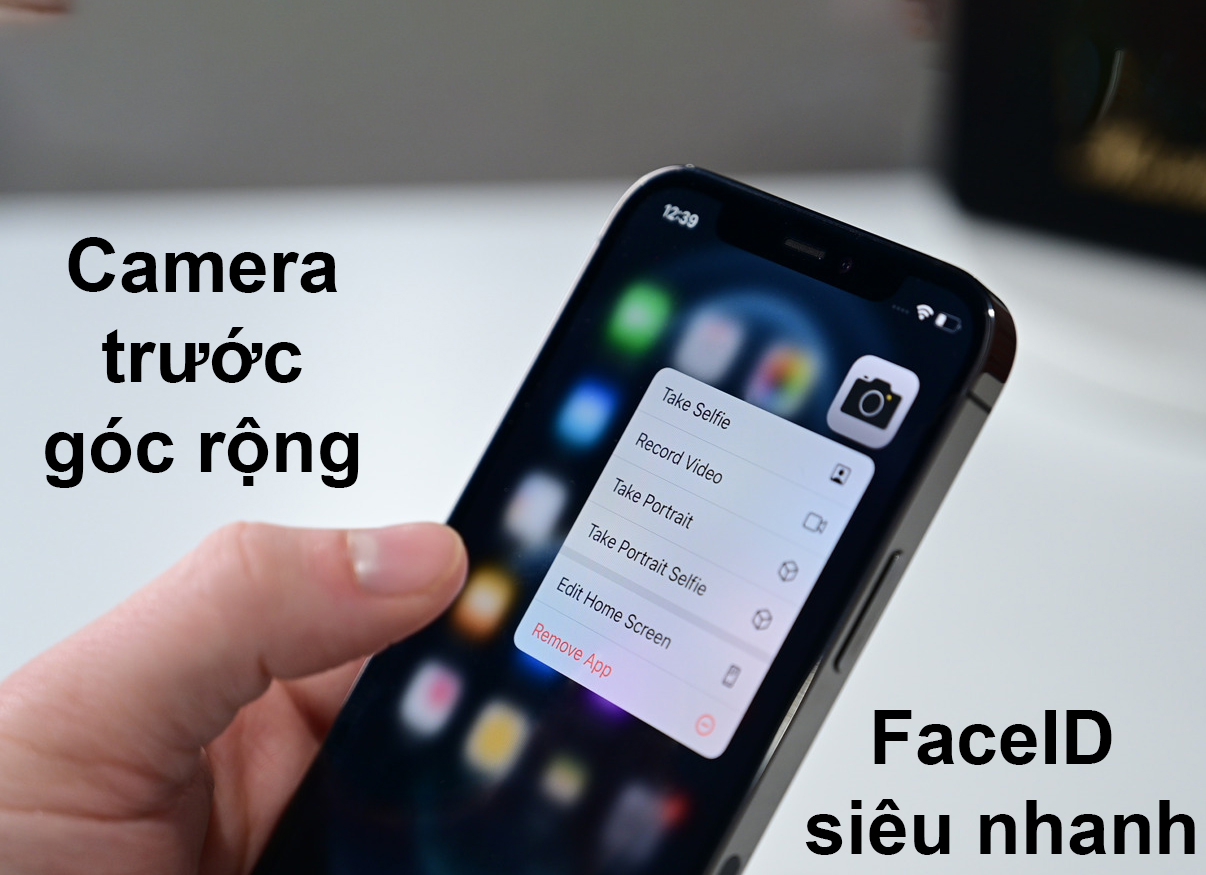 Camera
trước
góc rộng
12:39
Take Selfie
Record Video
Take Portrait
Take Portrait Selfie
Edit Home Screen
Remove App
FaceID
siêu nhanh